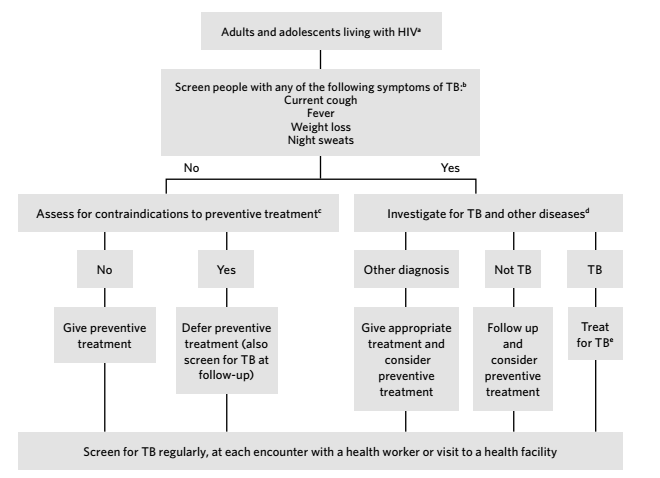 Adults and adolescents living with HIVᵃ
Screen people with any of the following symptoms of TB:ᵇ
Current cough
Fever
Weight loss
Night sweats
No
Yes
Assess for contraindications to preventive treatmentᶜ
Investigate for TB and other diseasesᵈ
No
Yes
Other diagnosis
Not TB
TB
Give preventive
treatment
Defer preventive
treatment (also
screen for TB at
follow-up)
Give appropriate
treatment and
consider
preventive
treatment
Follow up
and
consider
preventive
treatment
Treat
for TBᵉ
Screen for TB regularly, at each encounter with a health worker or visit to a health facility